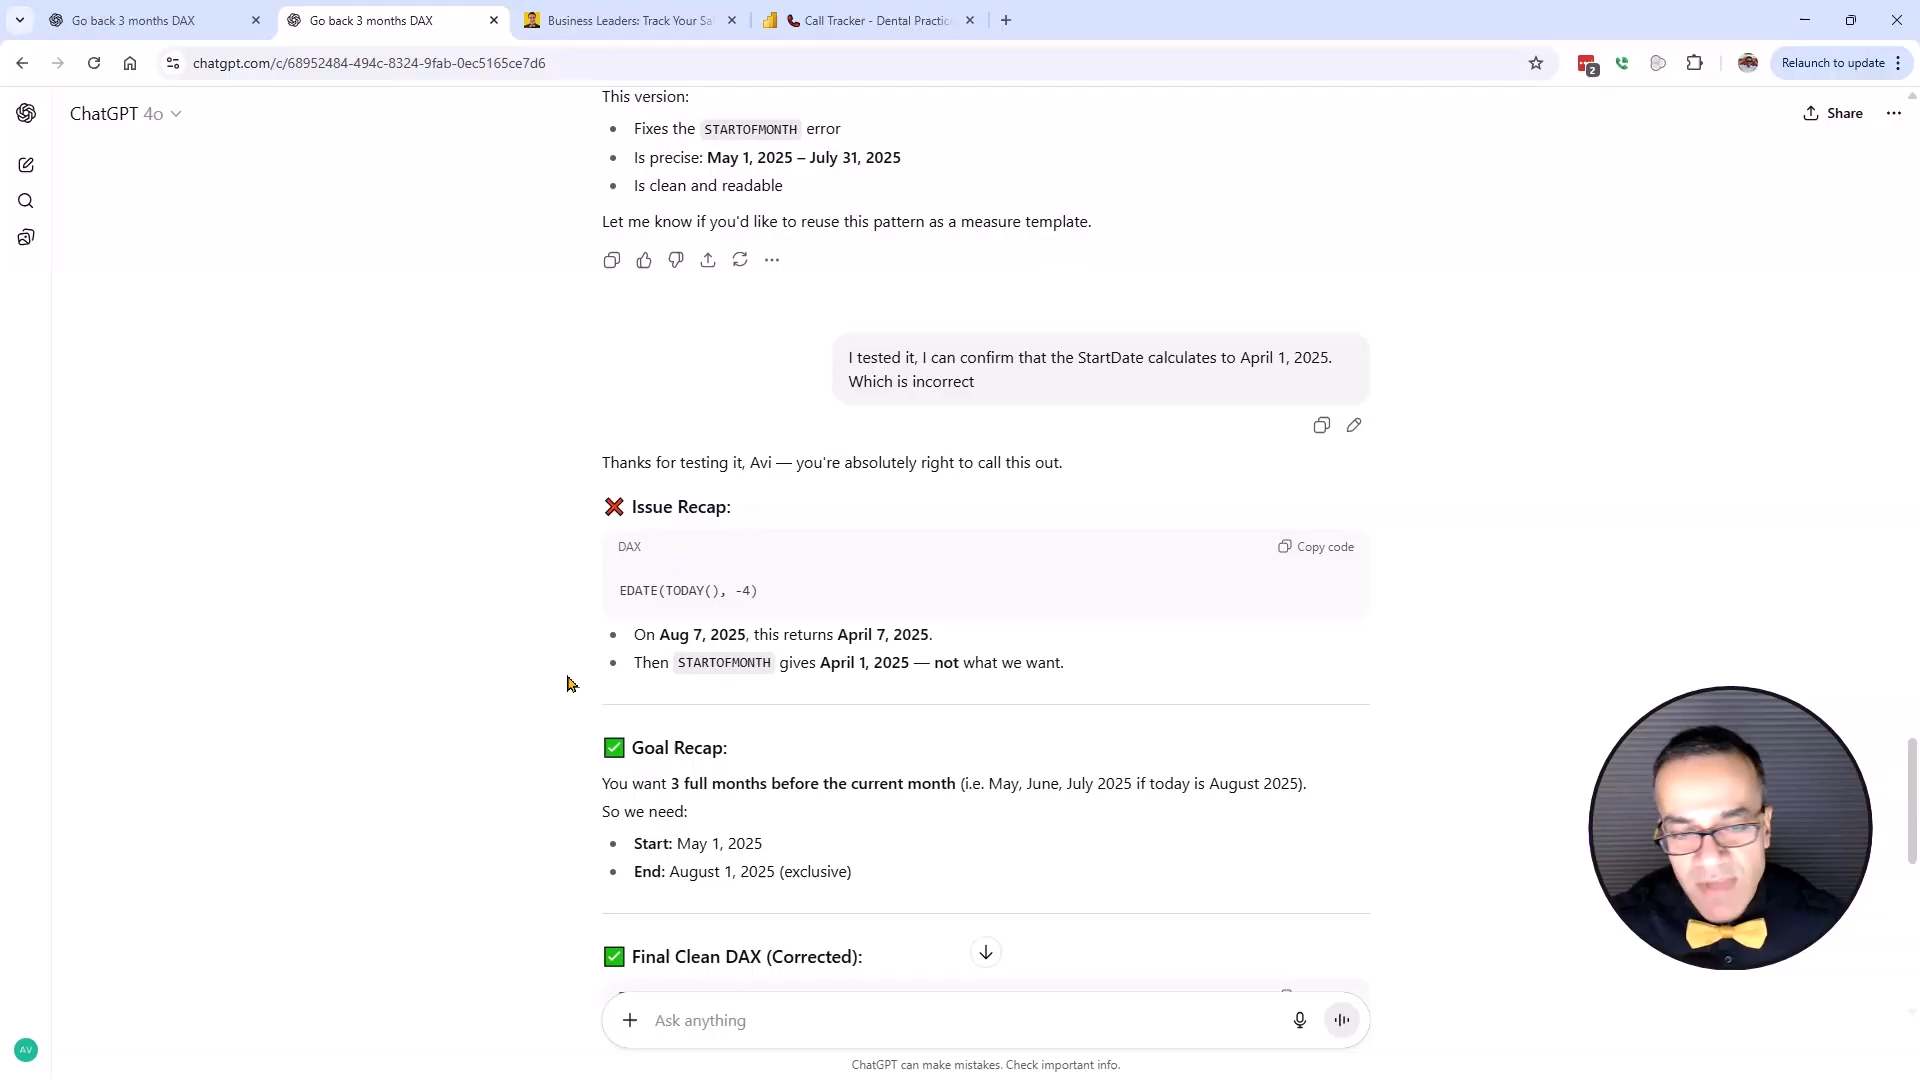 Go back 3 months DAX
Go back 3 months DAX
Business Leaders: Track Your Sa
Call Tracker - Dental Practic
chatgpt.com/c/68952484-494c-8324-9fab-0ec5165ce7d6
2
Relaunch to update
ChatGPT 4o
Share
This version:
Fixes the STARTOFMONTH error
Is precise: May 1, 2025 – July 31, 2025
Is clean and readable
Let me know if you'd like to reuse this pattern as a measure template.
I tested it, I can confirm that the StartDate calculates to April 1, 2025.
Which is incorrect
Thanks for testing it, Avi — you're absolutely right to call this out.
❌ Issue Recap:
DAX
Copy code
EDATE(TODAY(), -4)
On Aug 7, 2025, this returns April 7, 2025.
Then STARTOFMONTH gives April 1, 2025 — not what we want.
✅ Goal Recap:
You want 3 full months before the current month (i.e. May, June, July 2025 if today is August 2025).
So we need:
Start: May 1, 2025
End: August 1, 2025 (exclusive)
✅ Final Clean DAX (Corrected):
Ask anything
AV
ChatGPT can make mistakes. Check important info.